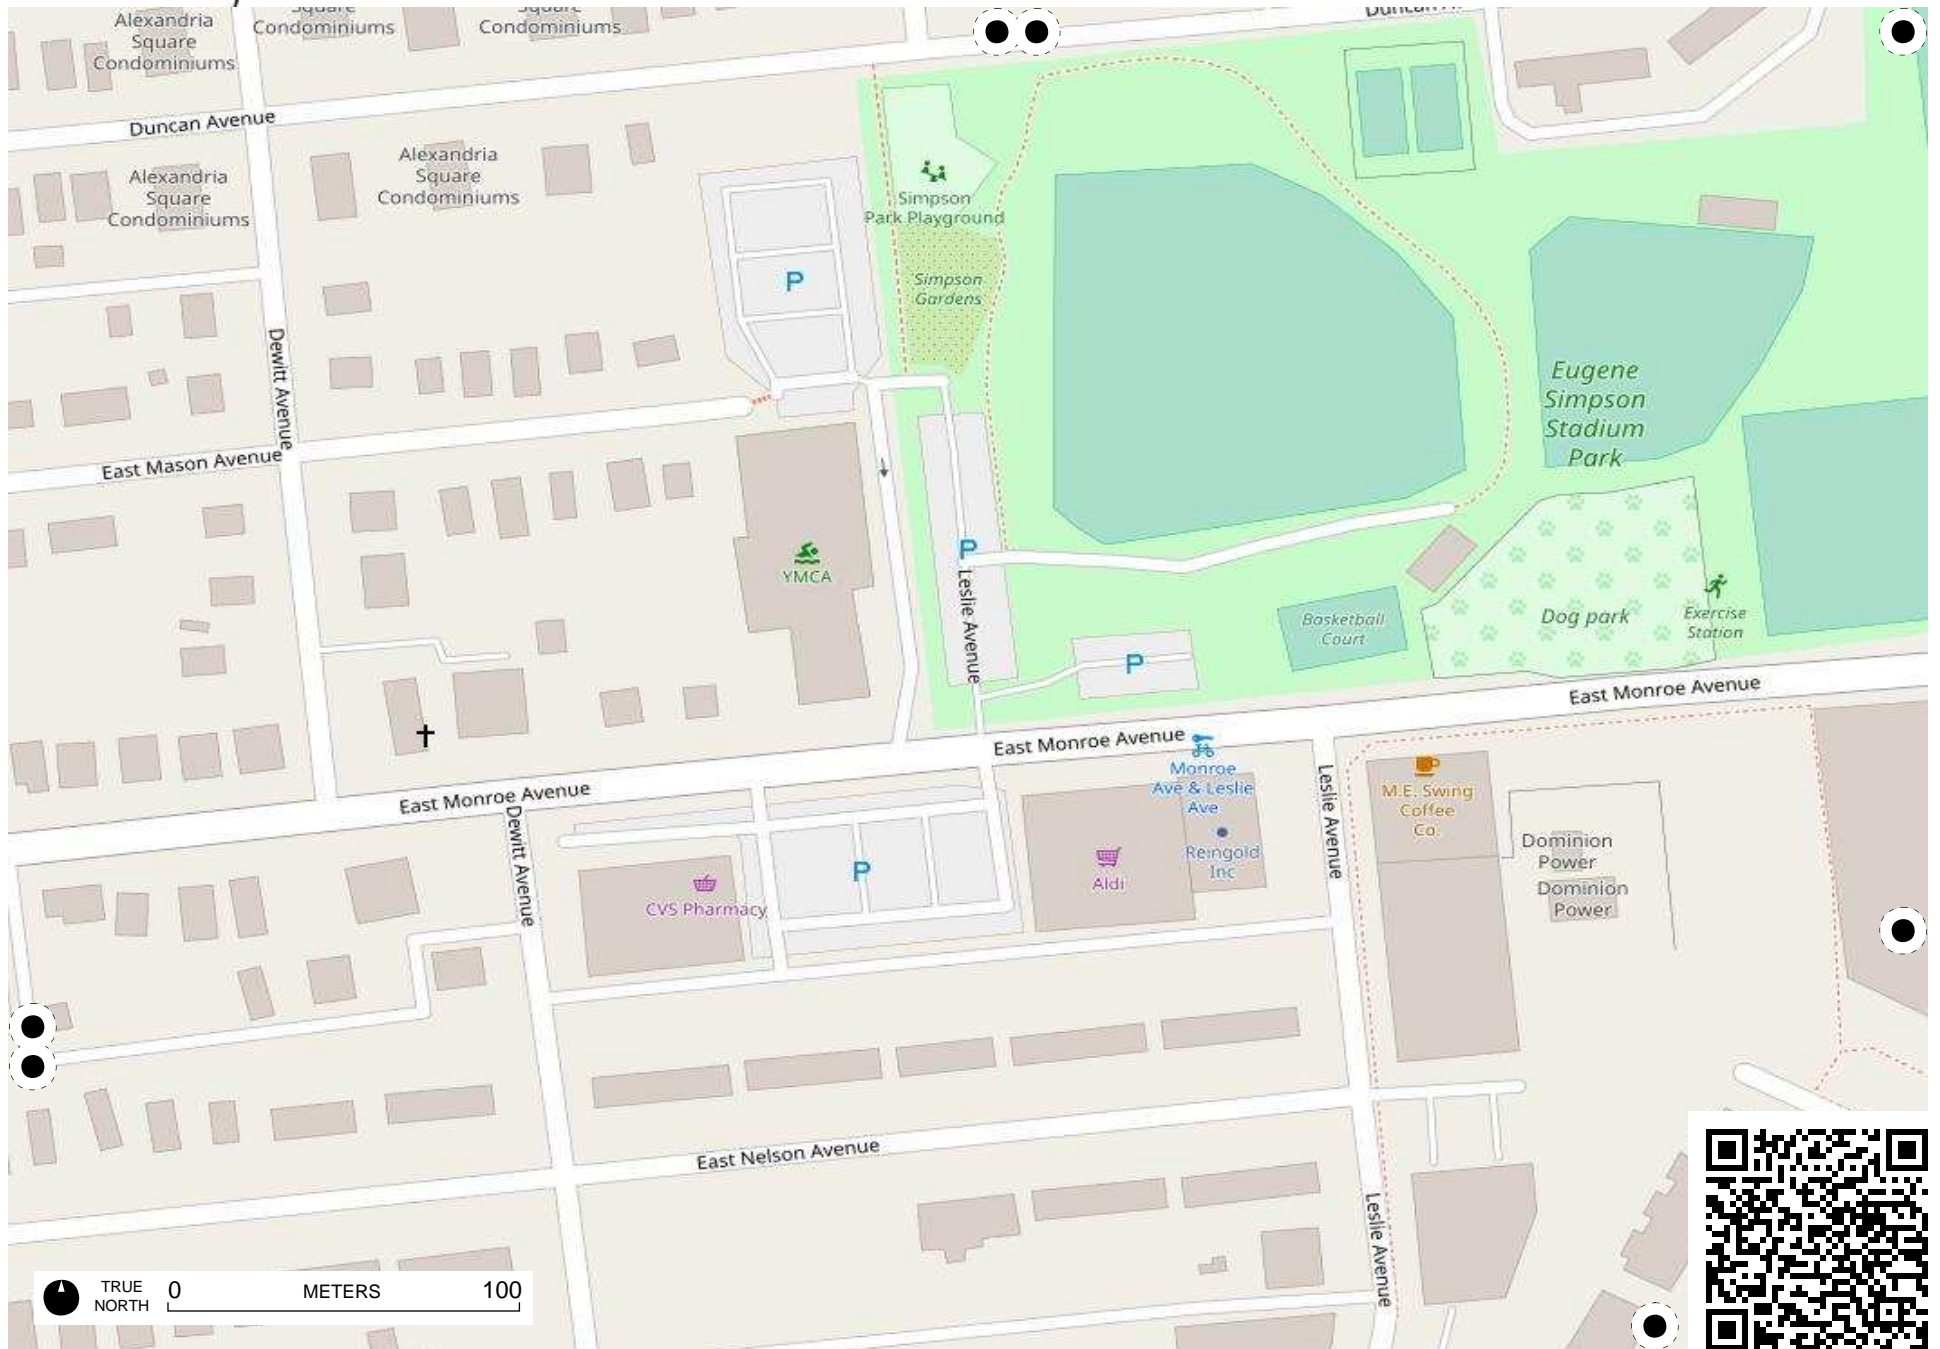 Alexandria
Square
Condominiums
Square
Condominiums
Square
Condominiums
Duncan Avenue
Alexandria
Square
Condominiums
Alexandria
Square
Condominiums
Simpson
Park Playground
P
Simpson
Gardens
Dewitt Avenue
Eugene
Simpson
Stadium
Park
East Mason Avenue
YMCA
P
Leslie Avenue
Basketball
Court
Dog park
Exercise
Station
P
East Monroe Avenue
East Monroe Avenue
Monroe
Ave & Leslie
Ave
Leslie Avenue
M.E. Swing
Coffee
Co.
East Monroe Avenue
Dewitt Avenue
P
Reingold
Inc
Aldi
CVS Pharmacy
Dominion
Power
Dominion
Power
East Nelson Avenue
Leslie Avenue
TRUE
NORTH
0 METERS 100